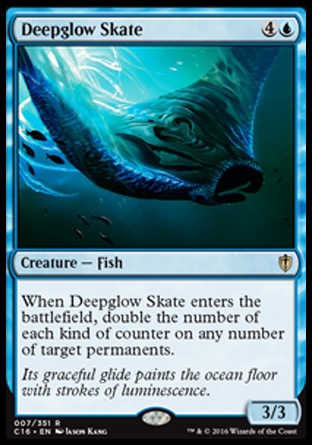 Deepglow Skate 4
Creature — Fish
When Deepglow Skate enters the
battlefield, double the number of
each kind of counter on any number
of target permanents.
Its graceful glide paints the ocean floor
with strokes of luminescence.
3/3
007/351 R
C16 • EN Jason Kang
™ & © 2016 Wizards of the Coast